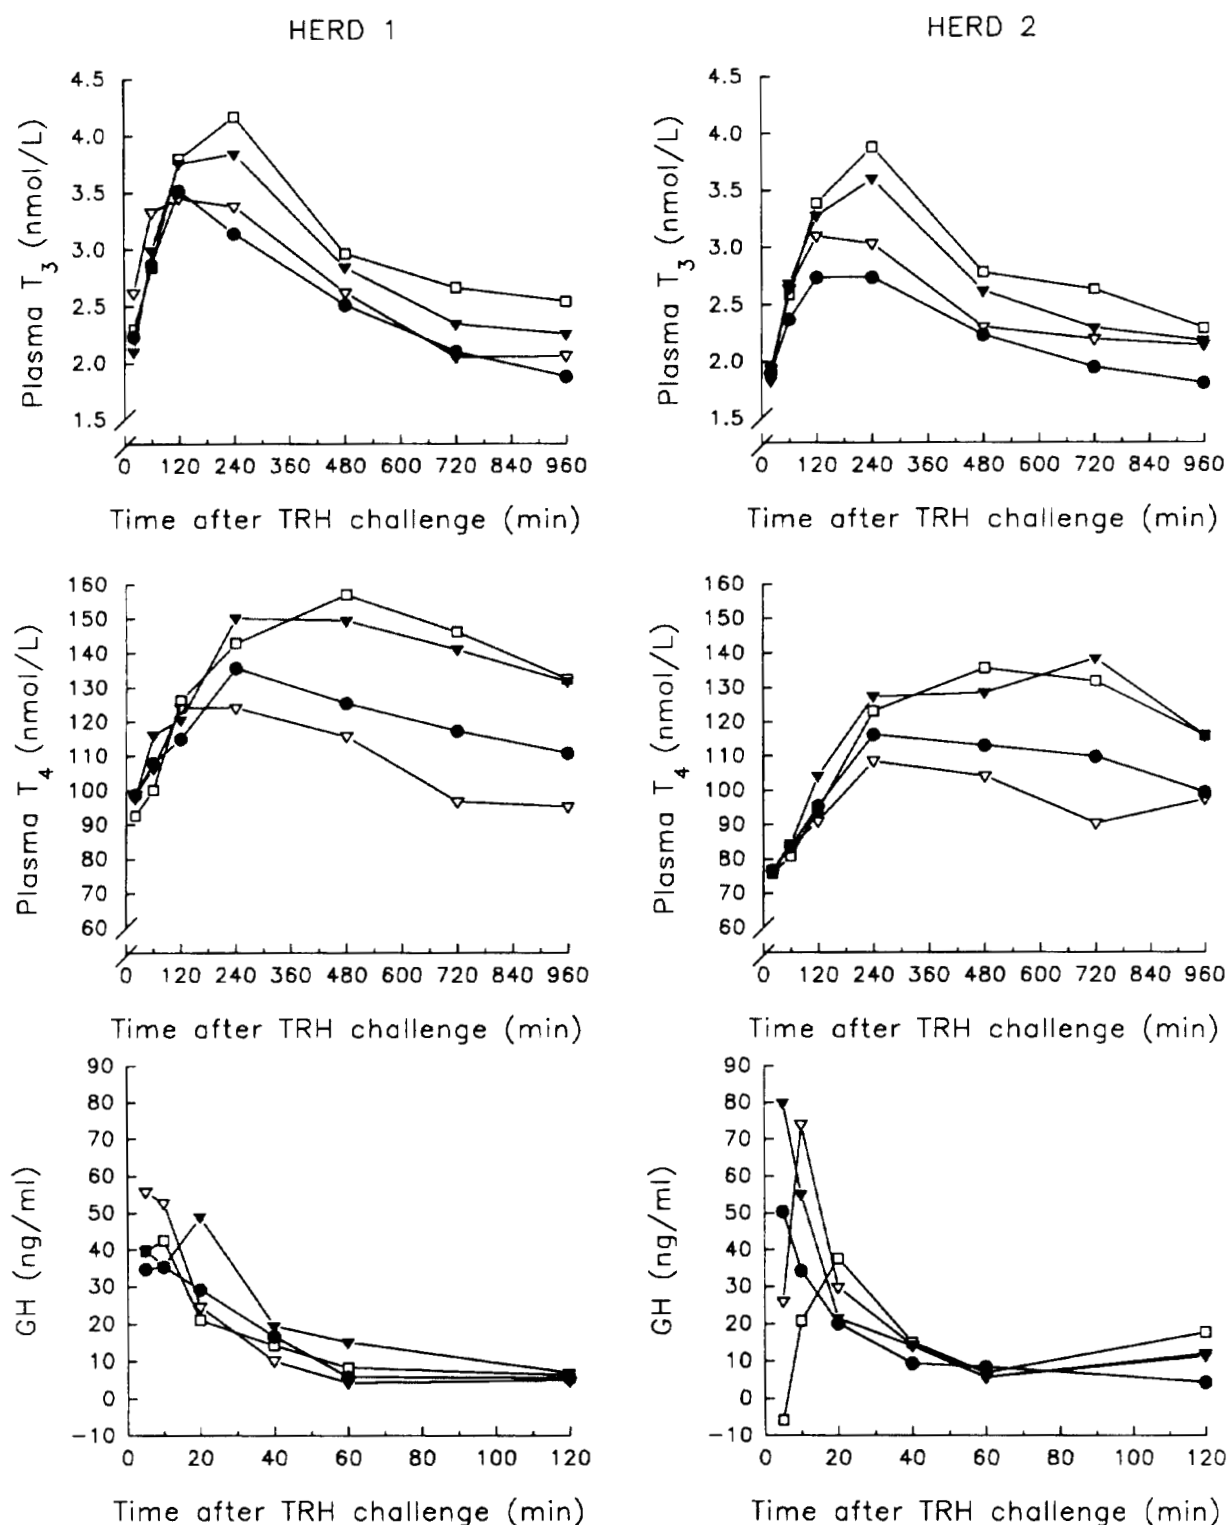 HERD 1
HERD 2
Plasma T3 (nmol/L)
4.5
4.0
3.5
3.0
2.5
2.0
1.5
0 120 240 360 480 600 720 840 960
Time after TRH challenge (min)
Plasma T3 (nmol/L)
4.5
4.0
3.5
3.0
2.5
2.0
1.5
0 120 240 360 480 600 720 840 960
Time after TRH challenge (min)
Plasma T4 (nmol/L)
160
150
140
130
120
110
100
90
80
70
60
0 120 240 360 480 600 720 840 960
Time after TRH challenge (min)
Plasma T4 (nmol/L)
160
150
140
130
120
110
100
90
80
70
60
0 120 240 360 480 600 720 840 960
Time after TRH challenge (min)
GH (ng/ml)
90
80
70
60
50
40
30
20
10
0
-10
0 20 40 60 80 100 120
Time after TRH challenge (min)
GH (ng/ml)
90
80
70
60
50
40
30
20
10
0
-10
0 20 40 60 80 100 120
Time after TRH challenge (min)